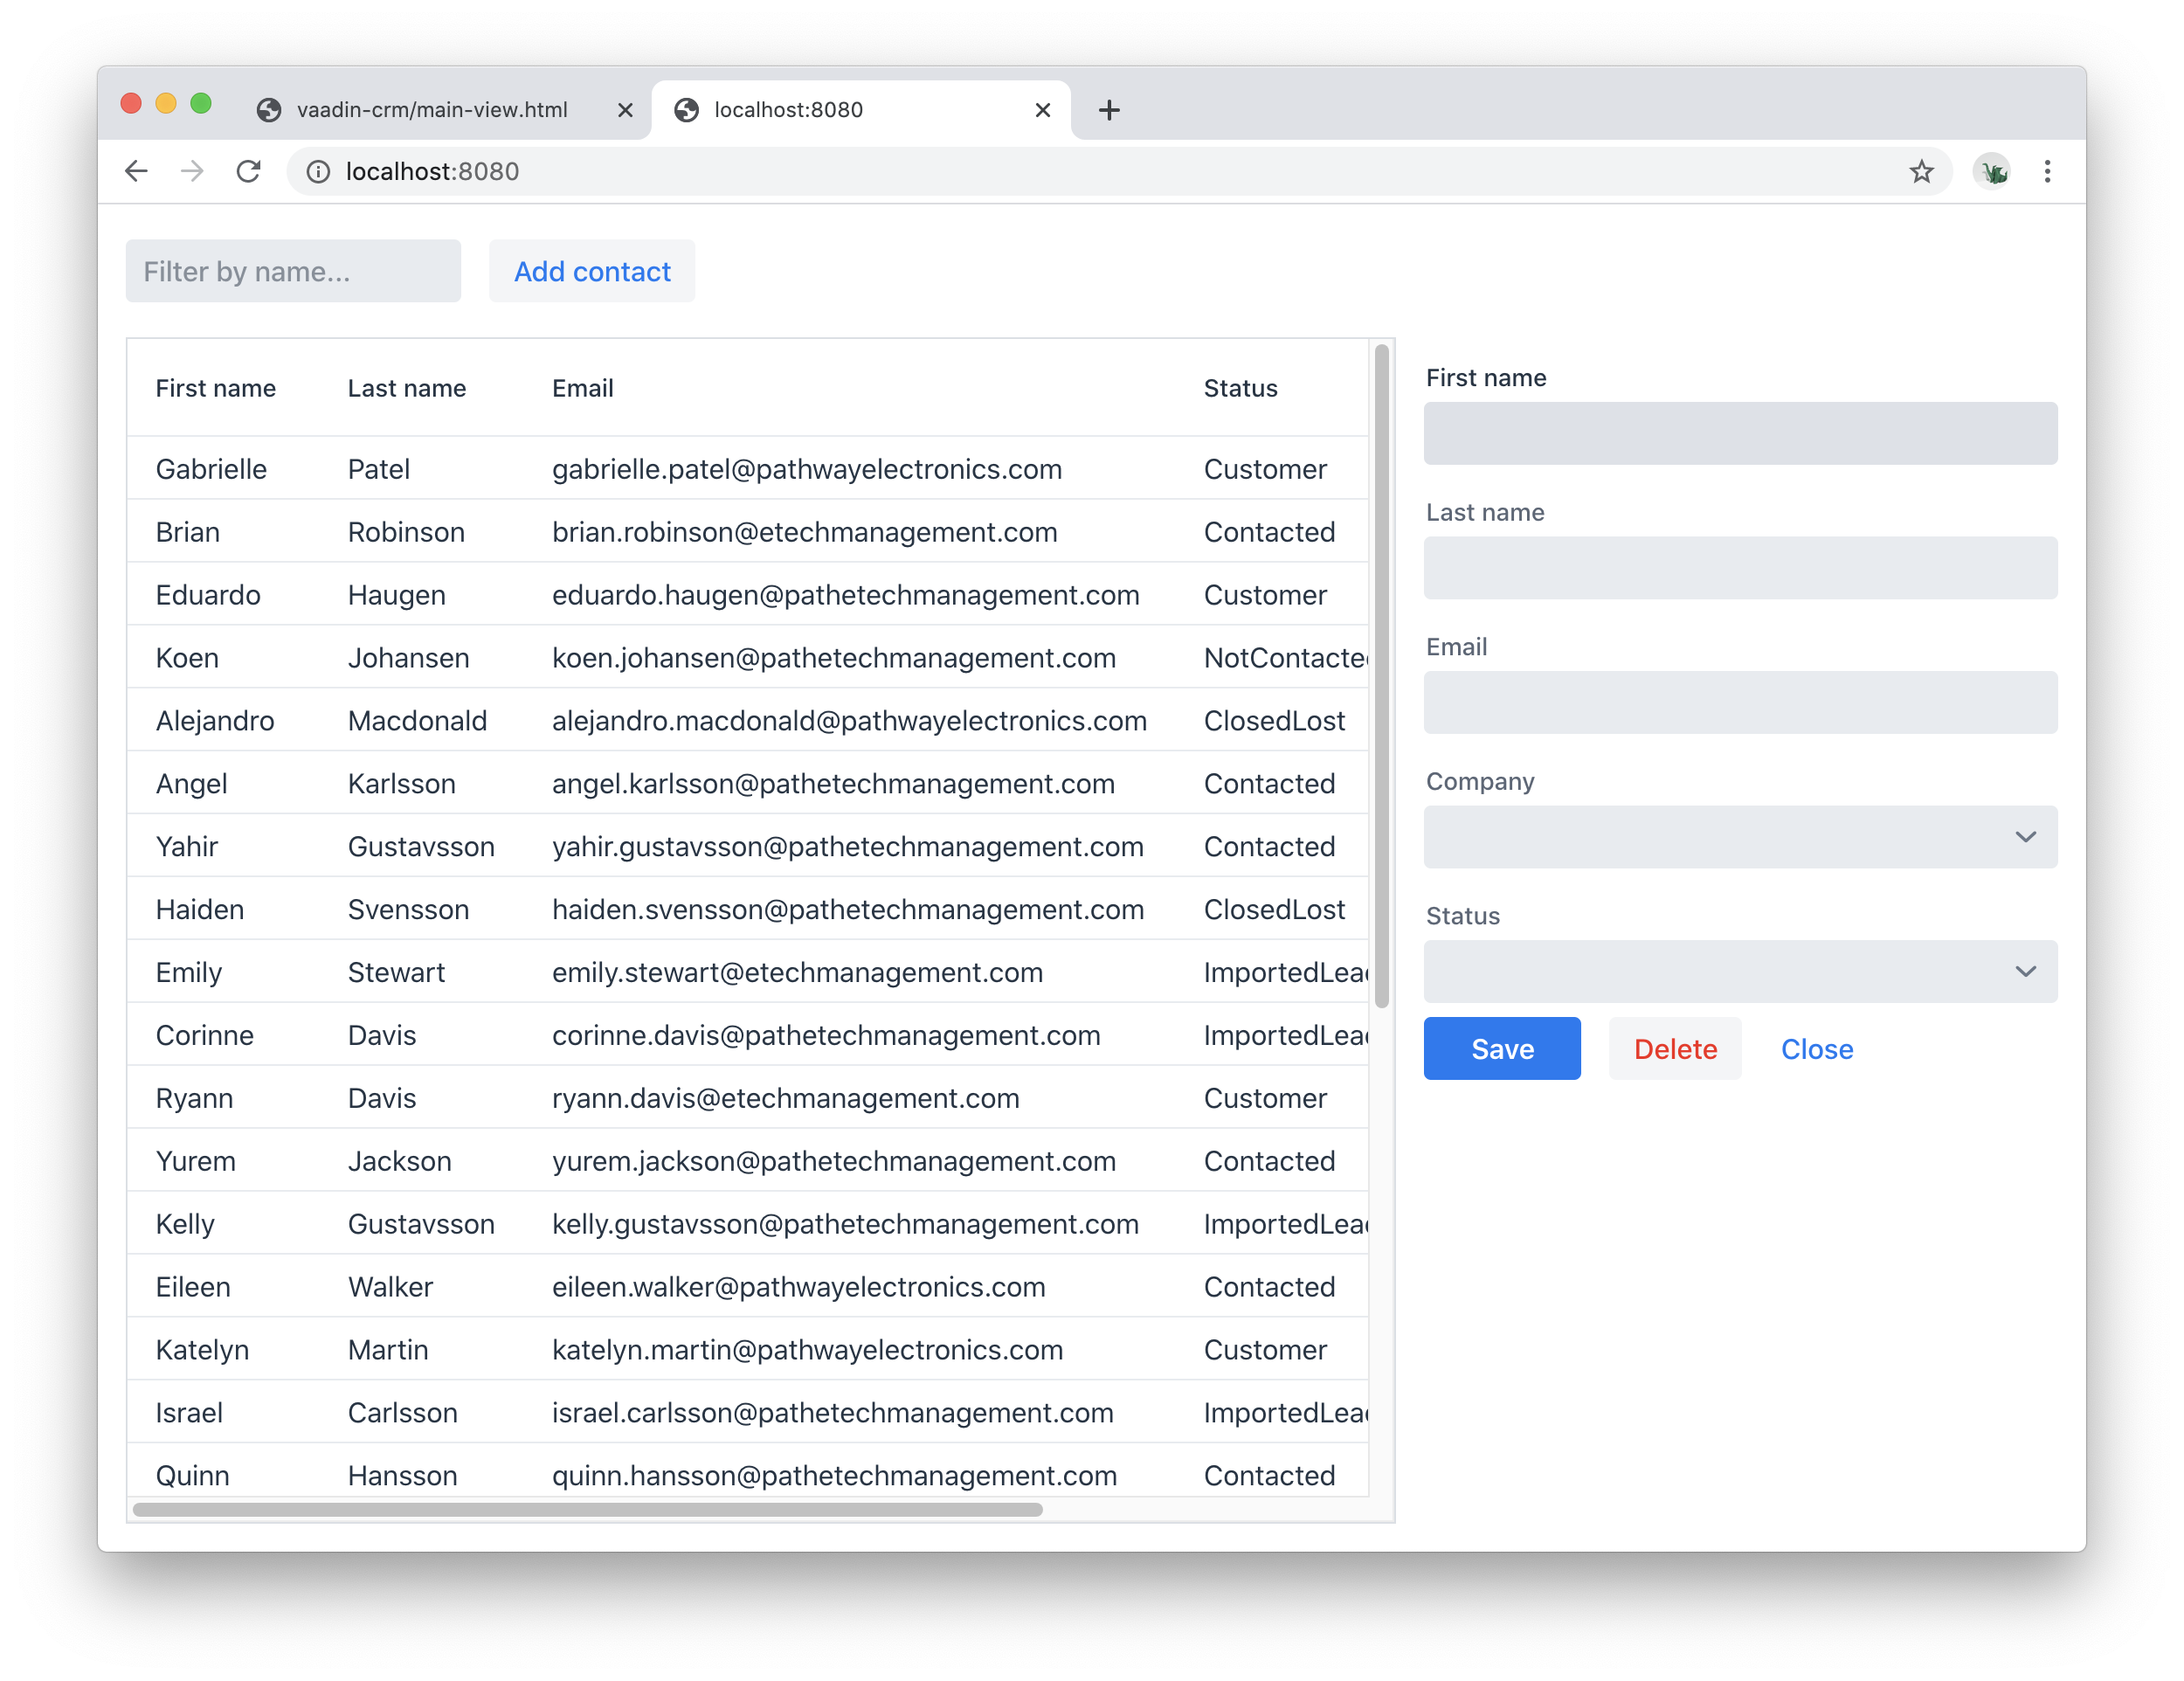 vaadin-crm/main-view.html
localhost:8080
localhost:8080
Filter by name...
Add contact
First name Last name Email Status
Gabrielle Patel gabrielle.patel@pathwayelectronics.com Customer
Brian Robinson brian.robinson@etechmanagement.com Contacted
Eduardo Haugen eduardo.haugen@pathetechmanagement.com Customer
Koen Johansen koen.johansen@pathetechmanagement.com NotContacted
Alejandro Macdonald alejandro.macdonald@pathwayelectronics.com ClosedLost
Angel Karlsson angel.karlsson@pathetechmanagement.com Contacted
Yahir Gustavsson yahir.gustavsson@pathetechmanagement.com Contacted
Haiden Svensson haiden.svensson@pathetechmanagement.com ClosedLost
Emily Stewart emily.stewart@etechmanagement.com ImportedLead
Corinne Davis corinne.davis@pathetechmanagement.com ImportedLead
Ryann Davis ryann.davis@etechmanagement.com Customer
Yurem Jackson yurem.jackson@pathetechmanagement.com Contacted
Kelly Gustavsson kelly.gustavsson@pathetechmanagement.com ImportedLead
Eileen Walker eileen.walker@pathwayelectronics.com Contacted
Katelyn Martin katelyn.martin@pathwayelectronics.com Customer
Israel Carlsson israel.carlsson@pathetechmanagement.com ImportedLead
Quinn Hansson quinn.hansson@pathetechmanagement.com Contacted
First name
Last name
Email
Company
Status
Save Delete Close